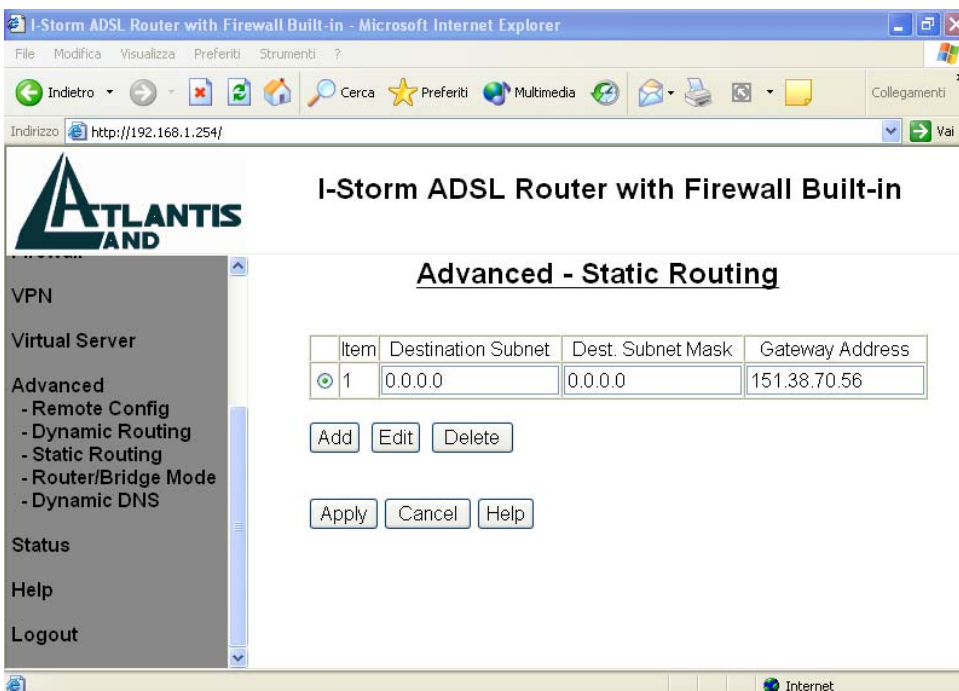 I-Storm ADSL Router with Firewall Built-in - Microsoft Internet Explorer
File Modifica Visualizza Preferiti Strumenti ?
Indietro Cerca Preferiti Multimedia Collegamenti »
Indirizzo http://192.168.1.254/ Vai
ATLANTIS LAND
I-Storm ADSL Router with Firewall Built-in
Firewall
VPN
Virtual Server
Advanced
- Remote Config
- Dynamic Routing
- Static Routing
- Router/Bridge Mode
- Dynamic DNS
Status
Help
Logout
Advanced - Static Routing
Item Destination Subnet Dest. Subnet Mask Gateway Address
1 0.0.0.0 0.0.0.0 151.38.70.56
Add Edit Delete
Apply Cancel Help
Internet